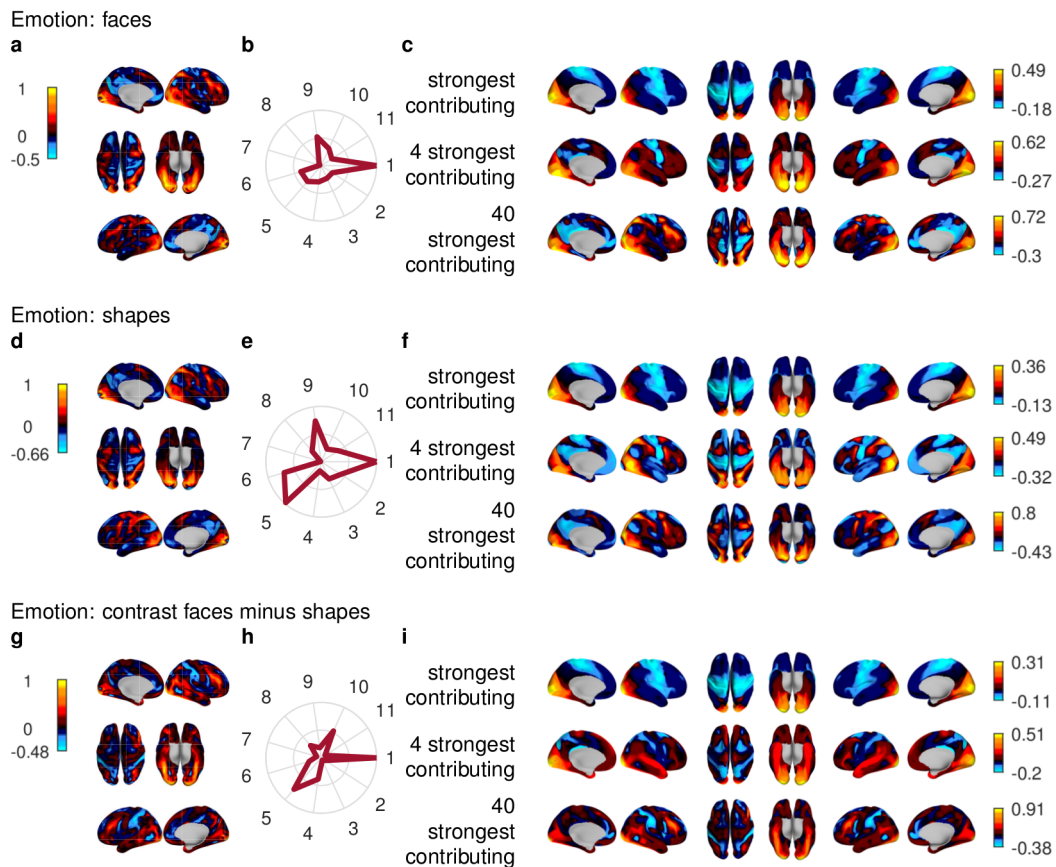 Emotion: faces
a
b
c
1
0
-0.5
9
10
8
11
7
1
6
2
5
4
3
strongest
contributing
0.49
-0.18
4 strongest
contributing
0.62
-0.27
40
strongest
contributing
0.72
-0.3
Emotion: shapes
d
e
f
1
0
-0.66
9
10
8
11
7
1
6
2
5
4
3
strongest
contributing
0.36
-0.13
4 strongest
contributing
0.49
-0.32
40
strongest
contributing
0.8
-0.43
Emotion: contrast faces minus shapes
g
h
i
1
0
-0.48
9
10
8
11
7
1
6
2
5
4
3
strongest
contributing
0.31
-0.11
4 strongest
contributing
0.51
-0.2
40
strongest
contributing
0.91
-0.38